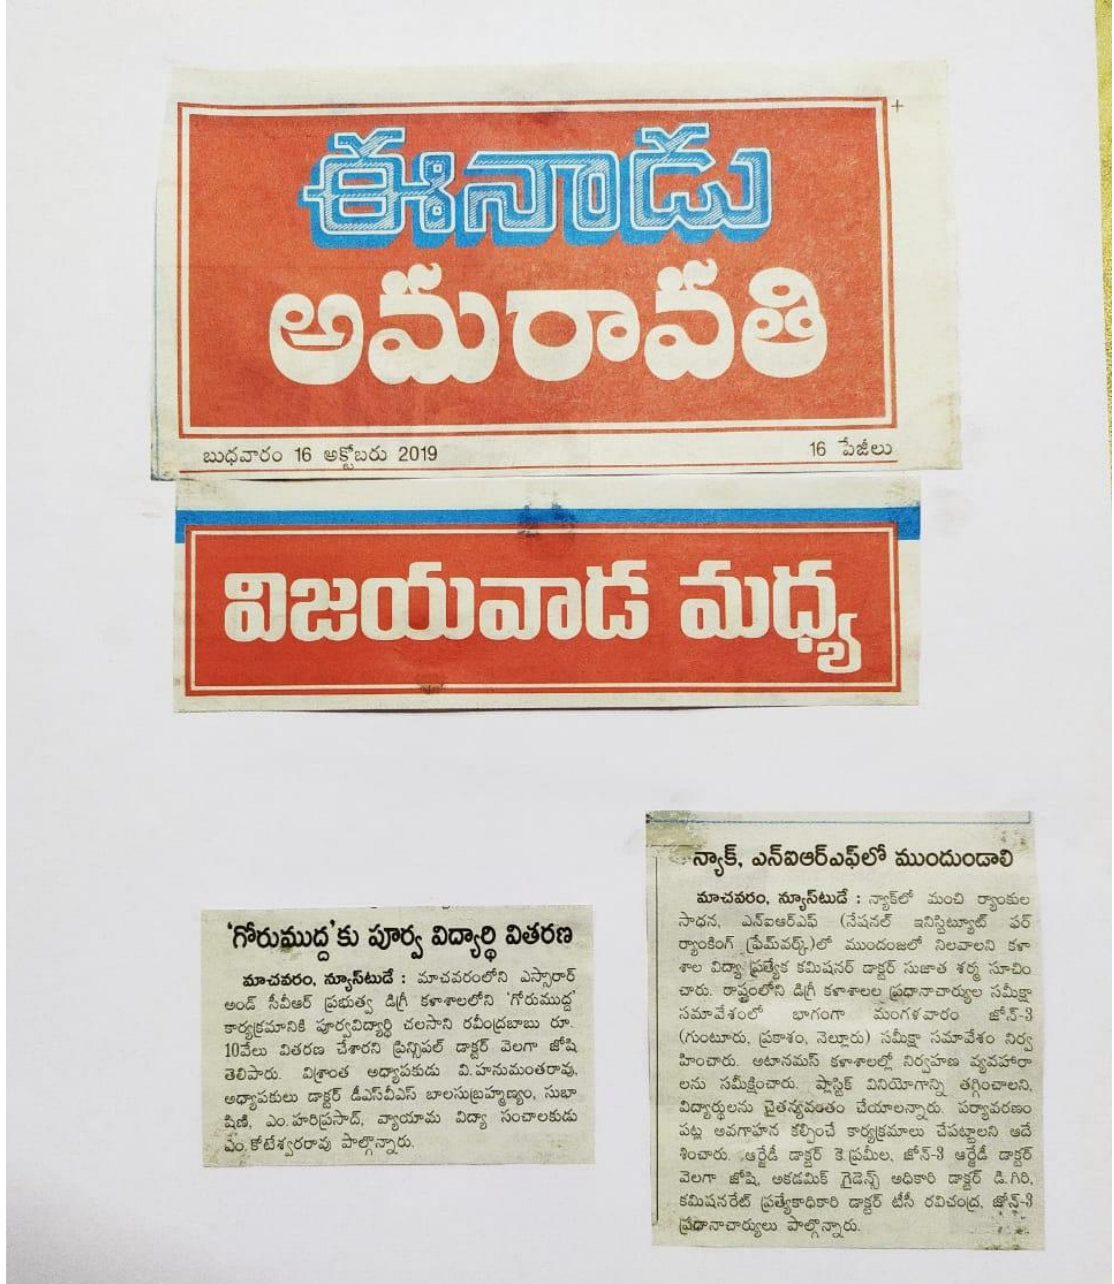 ఈనాడు
అమరావతి
బుధవారం 16 అక్టోబరు 2019
16 పేజీలు
విజయవాడ మధ్య
‘గోరుముద్ద’కు పూర్వ విద్యార్థి వితరణ
మాచవరం, న్యూస్‌టుడే : మాచవరంలోని ఎస్సారార్
అండ్ సీవీఆర్ ప్రభుత్వ డిగ్రీ కళాశాలలోని ‘గోరుముద్ద’
కార్యక్రమానికి పూర్వవిద్యార్థి చలసాని రవీంద్రబాబు రూ.
10వేలు వితరణ చేశారని ప్రిన్సిపల్ డాక్టర్ వెలగా జోషి
తెలిపారు. విశ్రాంత అధ్యాపకుడు వి.హనుమంతరావు,
అధ్యాపకులు డాక్టర్ డీఎస్‌వీఎస్ బాలసుబ్రహ్మణ్యం, సుభా
షిణి, ఎం.హరిప్రసాద్, వ్యాయామ విద్యా సంచాలకుడు
ఎం.కోటేశ్వరరావు పాల్గొన్నారు.
న్యాక్, ఎన్ఐఆర్ఎఫ్‌లో ముందుండాలి
మాచవరం, న్యూస్‌టుడే : న్యాక్‌లో మంచి ర్యాంకుల
సాధన, ఎన్ఐఆర్ఎఫ్ (నేషనల్ ఇనిస్టిట్యూట్ ఫర్
ర్యాంకింగ్ ఫ్రేమ్‌వర్క్)లో ముందంజలో నిలవాలని కళా
శాల విద్యా ప్రత్యేక కమిషనర్ డాక్టర్ సుజాత శర్మ సూచిం
చారు. రాష్ట్రంలోని డిగ్రీ కళాశాలల ప్రధానాచార్యుల సమీక్షా
సమావేశంలో భాగంగా మంగళవారం జోన్-3
(గుంటూరు, ప్రకాశం, నెల్లూరు) సమీక్షా సమావేశం నిర్వ
హించారు. అటానమస్ కళాశాలల్లో నిర్వహణ వ్యవహారా
లను సమీక్షించారు. ప్లాస్టిక్ వినియోగాన్ని తగ్గించాలని,
విద్యార్థులను చైతన్యవంతం చేయాలన్నారు. పర్యావరణం
పట్ల అవగాహన కల్పించే కార్యక్రమాలు చేపట్టాలని ఆదే
శించారు. ఆర్జేడీ డాక్టర్ కె.ప్రమీల, జోన్-3 ఆర్జేడీ డాక్టర్
వెలగా జోషి, అకడమిక్ గైడెన్స్ అధికారి డాక్టర్ డి.గిరి,
కమిషనరేట్ ప్రత్యేకాధికారి డాక్టర్ టీసీ రవిచంద్ర, జోన్-3
ప్రధానాచార్యులు పాల్గొన్నారు.